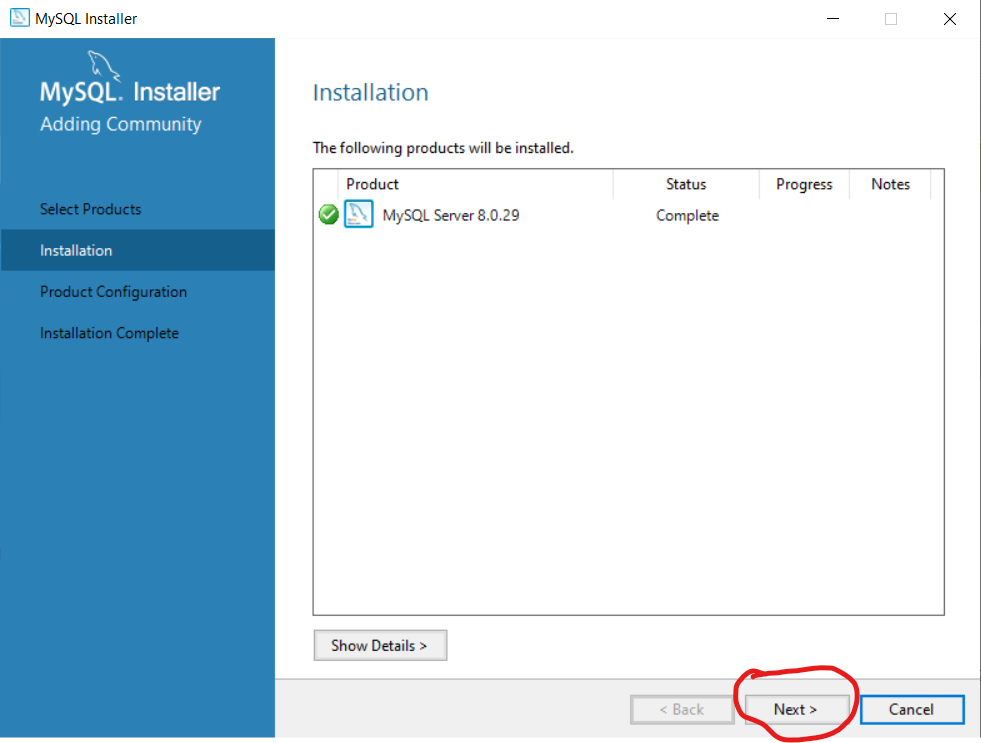 MySQL Installer
MySQL. Installer
Adding Community
Select Products
Installation
Product Configuration
Installation Complete
Installation
The following products will be installed.
Product Status Progress Notes
MySQL Server 8.0.29 Complete
Show Details >
< Back Next > Cancel